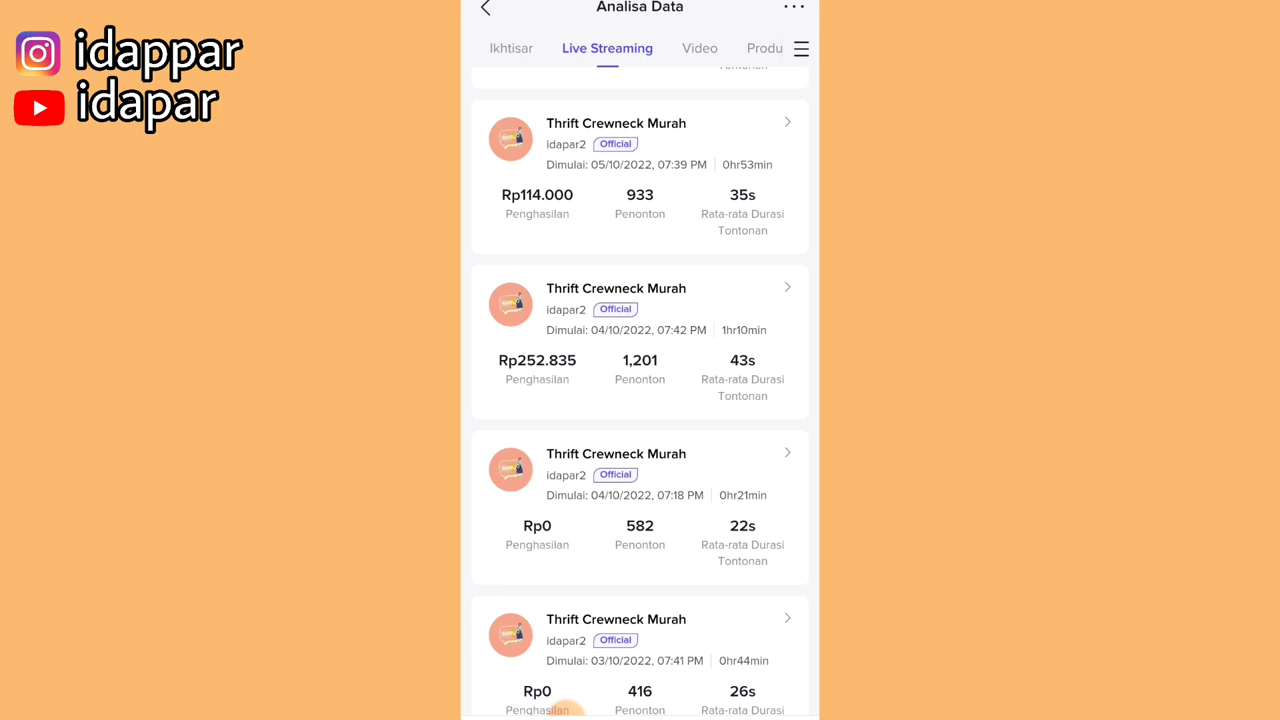 idappar
idapar
Analisa Data
Ikhtisar Live Streaming Video Produ
Tontonan
Thrift Crewneck Murah
idapar2 Official
Dimulai: 05/10/2022, 07:39 PM 0hr53min
Rp114.000 933 35s
Penghasilan Penonton Rata-rata Durasi
Tontonan
Thrift Crewneck Murah
idapar2 Official
Dimulai: 04/10/2022, 07:42 PM 1hr10min
Rp252.835 1,201 43s
Penghasilan Penonton Rata-rata Durasi
Tontonan
Thrift Crewneck Murah
idapar2 Official
Dimulai: 04/10/2022, 07:18 PM 0hr21min
Rp0 582 22s
Penghasilan Penonton Rata-rata Durasi
Tontonan
Thrift Crewneck Murah
idapar2 Official
Dimulai: 03/10/2022, 07:41 PM 0hr44min
Rp0 416 26s
Penghasilan Penonton Rata-rata Durasi